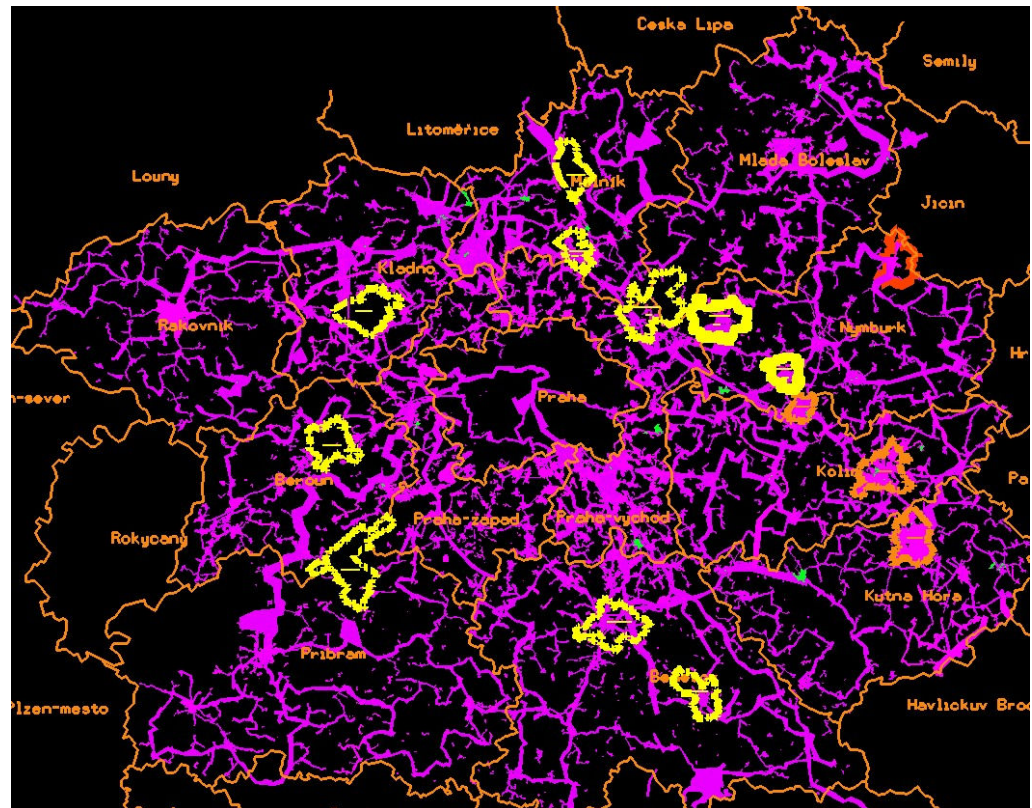 Ceska Lipa
Semily
Litoměřice
Mlada Boleslav
Louny
Melnik
Jicin
Kladno
Rakovnik
Nymburk
Hr
n-sever
Praha
Kolin
Beroun
Pa
Praha-zapad
Praha-vychod
Rokycany
Kutna Hora
Pribram
Plzen-mesto
Havlickuv Brod